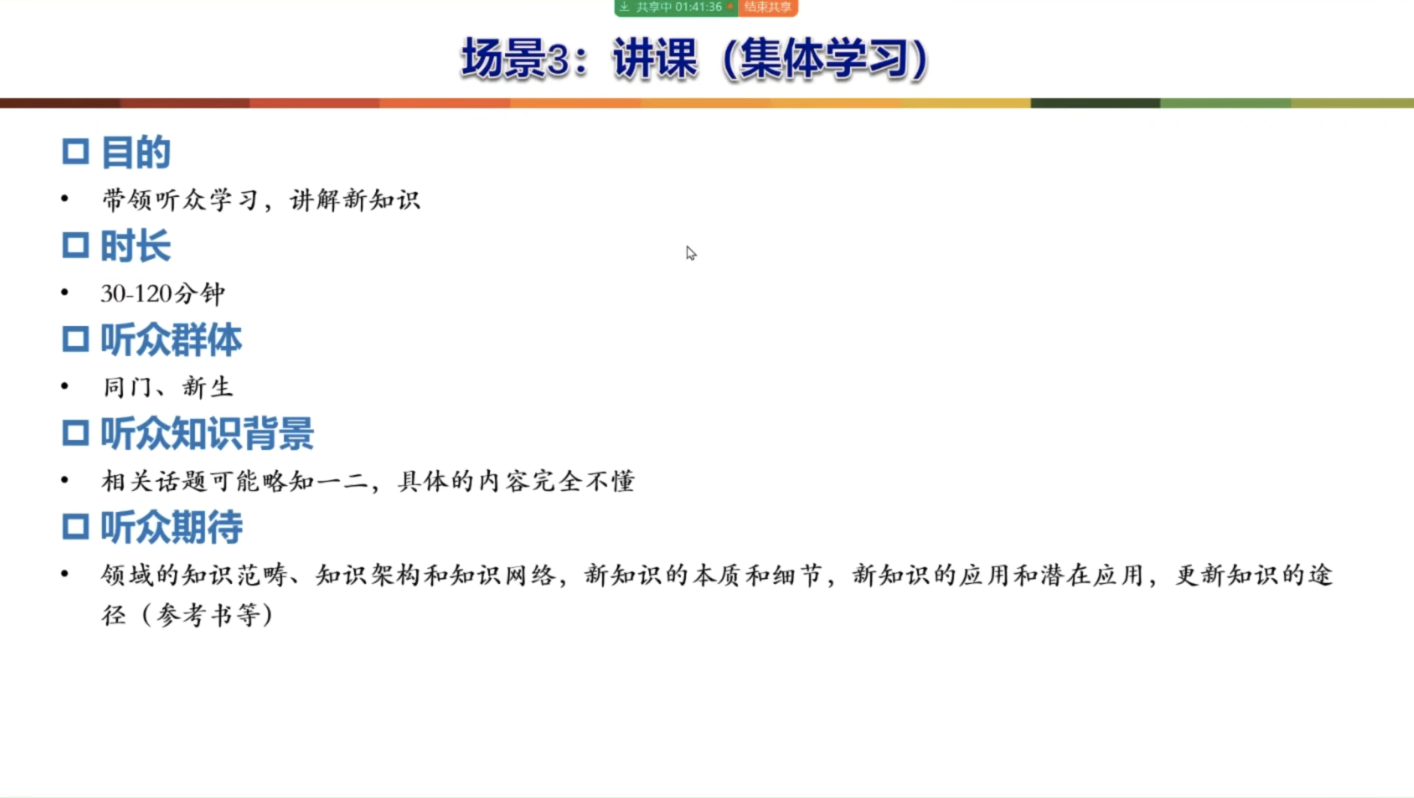 共享中 01:41:36 结束共享
场景3：讲课（集体学习）
目的
• 带领听众学习，讲解新知识
时长
• 30-120分钟
听众群体
• 同门、新生
听众知识背景
• 相关话题可能略知一二，具体的内容完全不懂
听众期待
• 领域的知识范畴、知识架构和知识网络，新知识的本质和细节，新知识的应用和潜在应用，更新知识的途
径（参考书等）